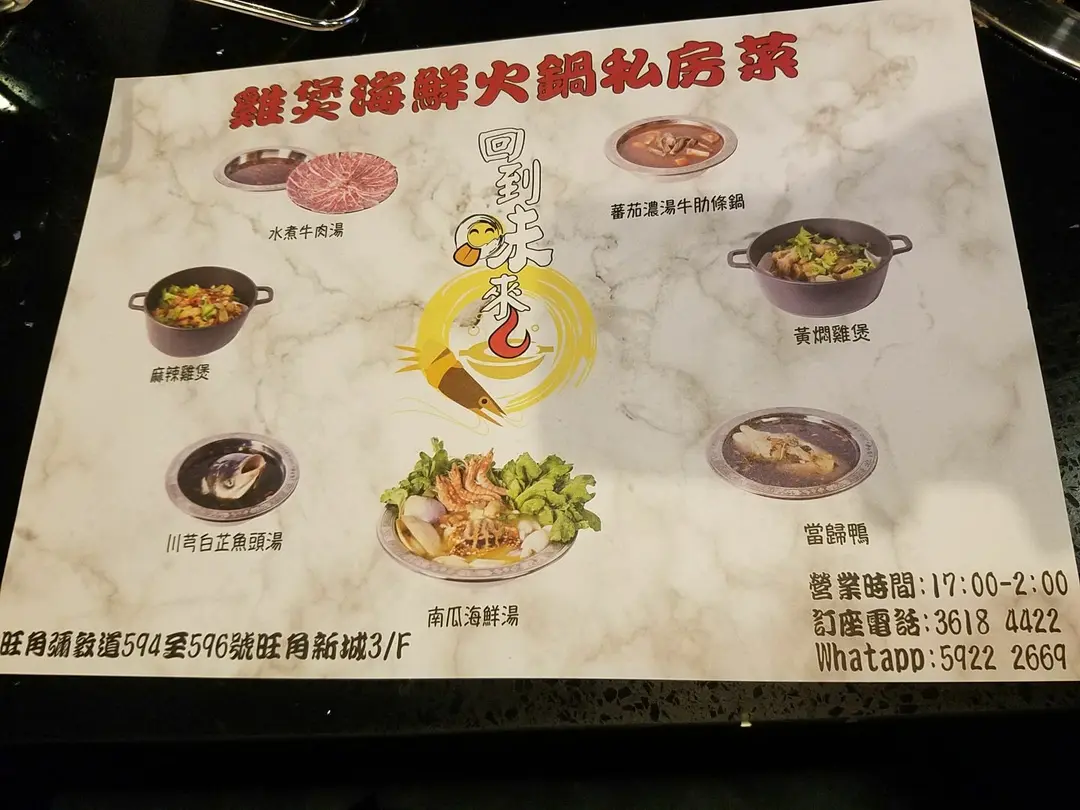 雞煲海鮮火鍋私房菜
回到未來
水煮牛肉湯
蕃茄濃湯牛肋條鍋
麻辣雞煲
黃燜雞煲
川芎白芷魚頭湯
當歸鴨
南瓜海鮮湯
旺角彌敦道594至596號旺角新城3/F
營業時間:17:00-2:00
訂座電話:3618 4422
Whatapp:5922 2669